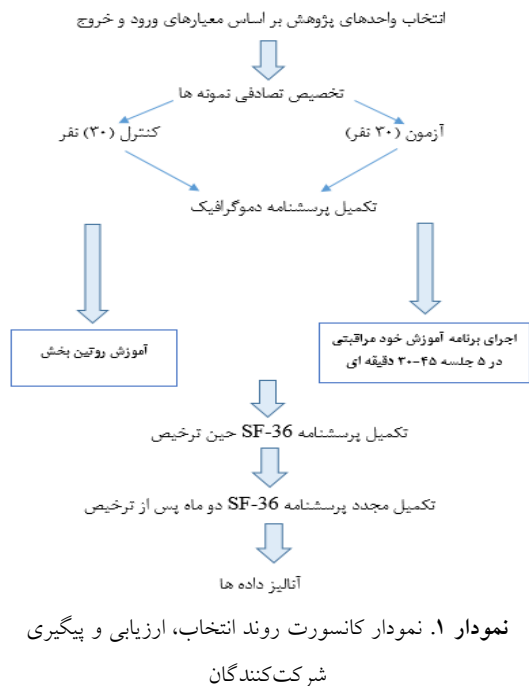 انتخاب واحدهای پژوهش بر اساس معیارهای ورود و خروج
تخصیص تصادفی نمونه ها
آزمون (۳۰ نفر)
کنترل (۳۰) نفر
تکمیل پرسشنامه دموگرافیک
اجرای برنامه آموزش خود مراقبتی
در ۵ جلسه ۴۵-۳۰ دقیقه ای
آموزش روتین بخش
تکمیل پرسشنامه SF-36 حین ترخیص
تکمیل مجدد پرسشنامه SF-36 دو ماه پس از ترخیص
آنالیز داده ها
نمودار ۱. نمودار کانسورت روند انتخاب، ارزیابی و پیگیری
شرکت‌کنندگان